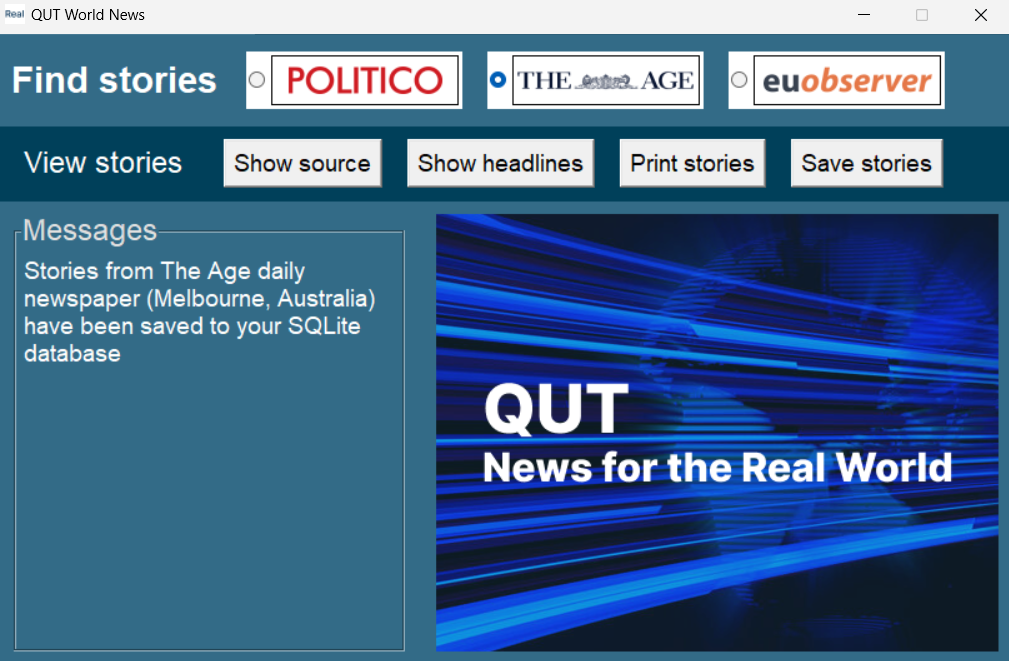 Real QUT World News
Find stories POLITICO THE AGE euobserver
View stories Show source Show headlines Print stories Save stories
Messages
Stories from The Age daily
newspaper (Melbourne, Australia)
have been saved to your SQLite
database
QUT
News for the Real World